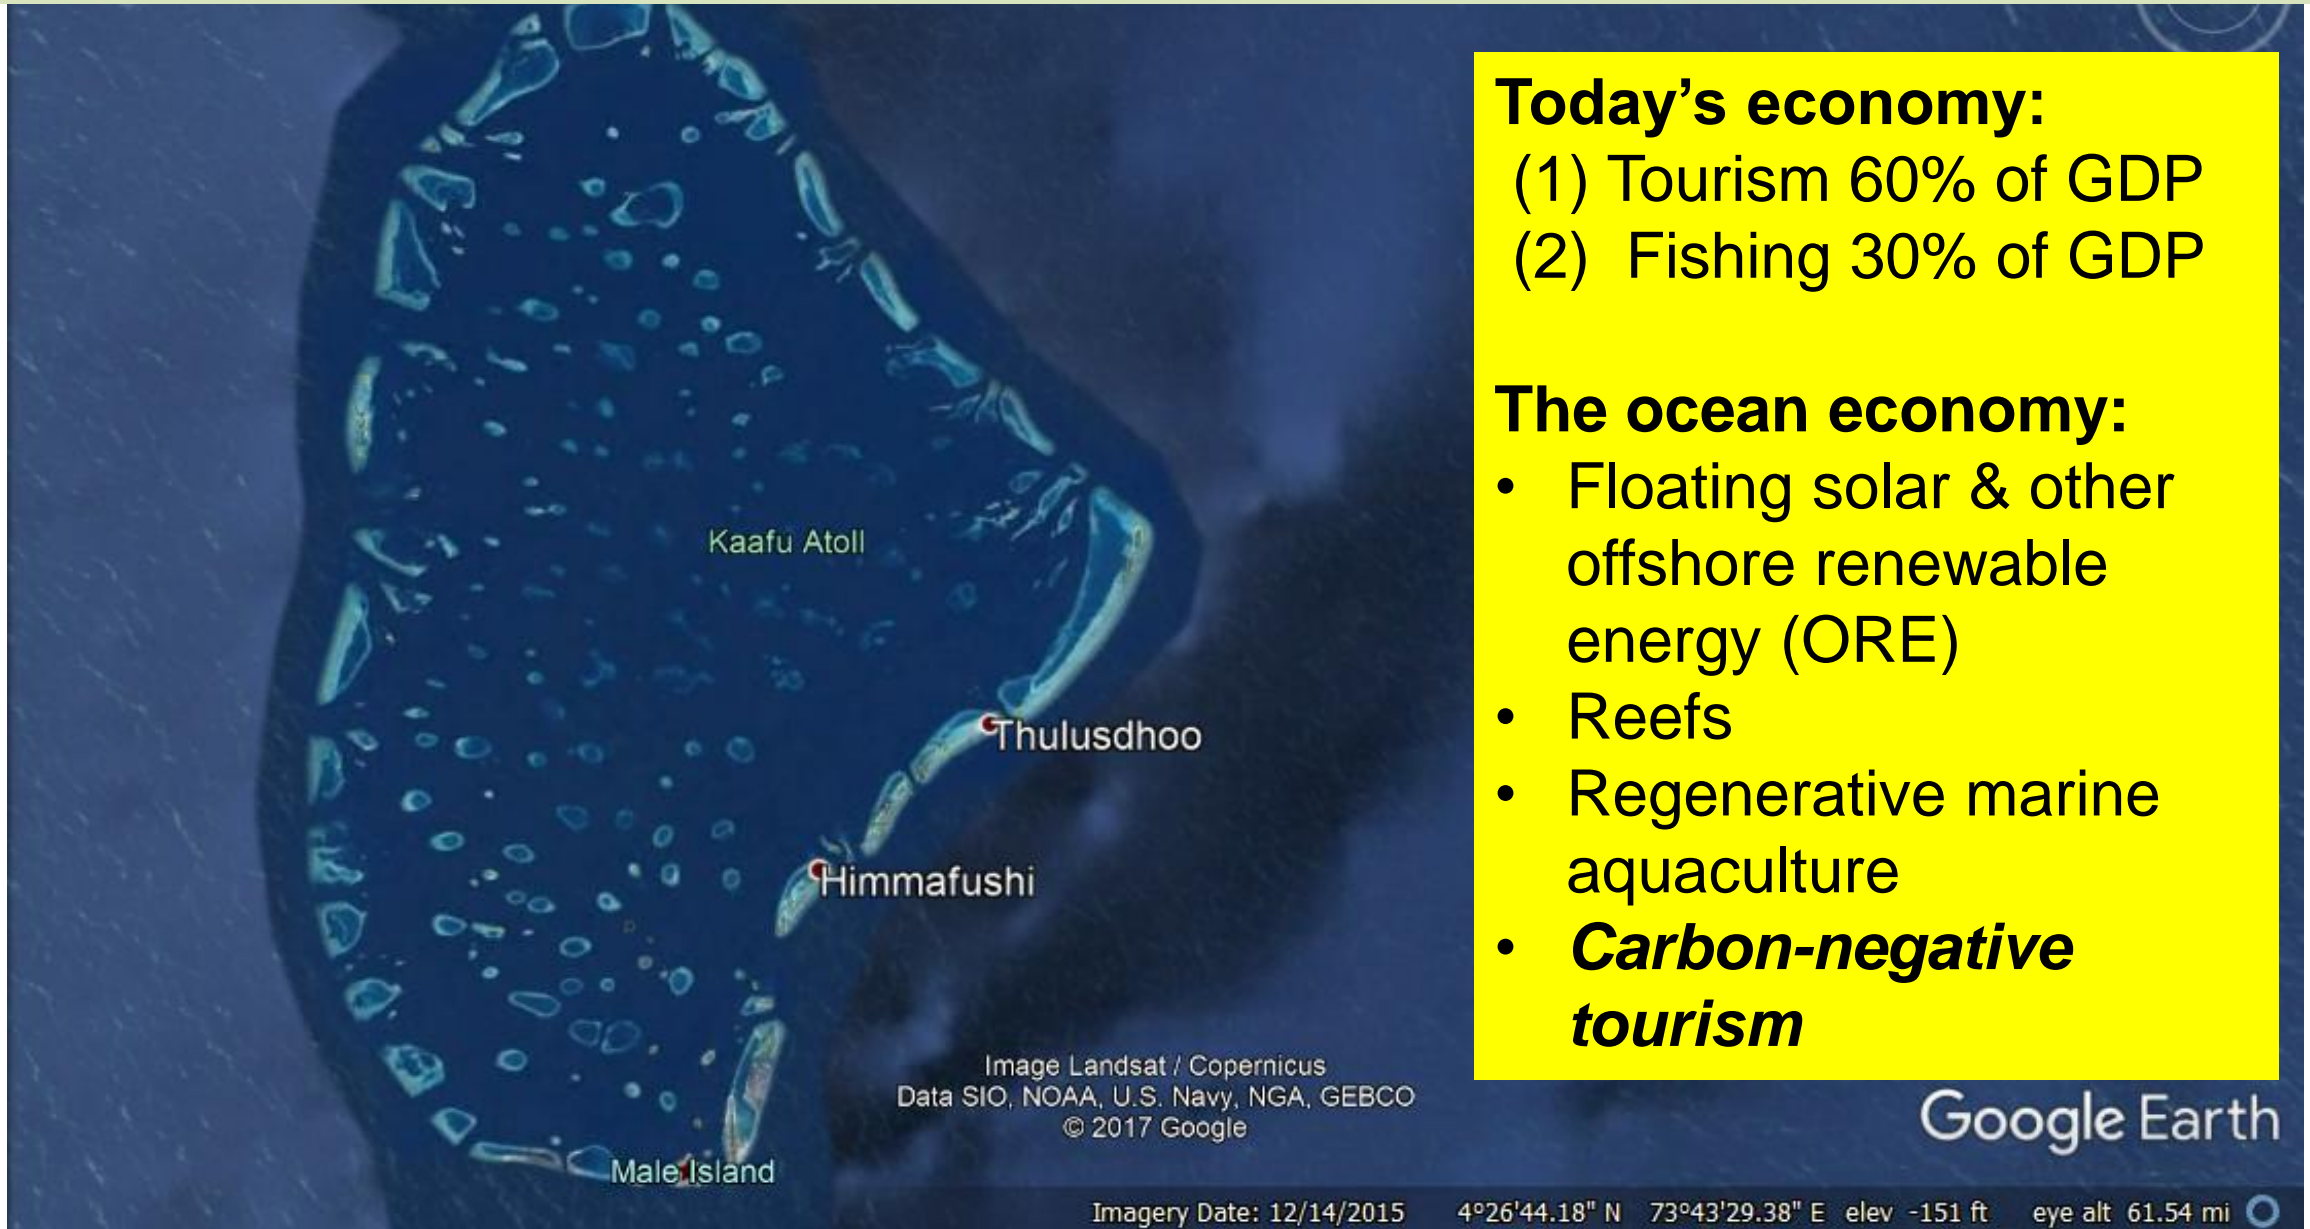 Today’s economy:
(1) Tourism 60% of GDP
(2) Fishing 30% of GDP
The ocean economy:
• Floating solar & other
offshore renewable
energy (ORE)
• Reefs
• Regenerative marine
aquaculture
• Carbon-negative
tourism
Kaafu Atoll
Thulusdhoo
Himmafushi
Male Island
Image Landsat / Copernicus
Data SIO, NOAA, U.S. Navy, NGA, GEBCO
© 2017 Google
Google Earth
Imagery Date: 12/14/2015 4°26'44.18" N 73°43'29.38" E elev -151 ft eye alt 61.54 mi